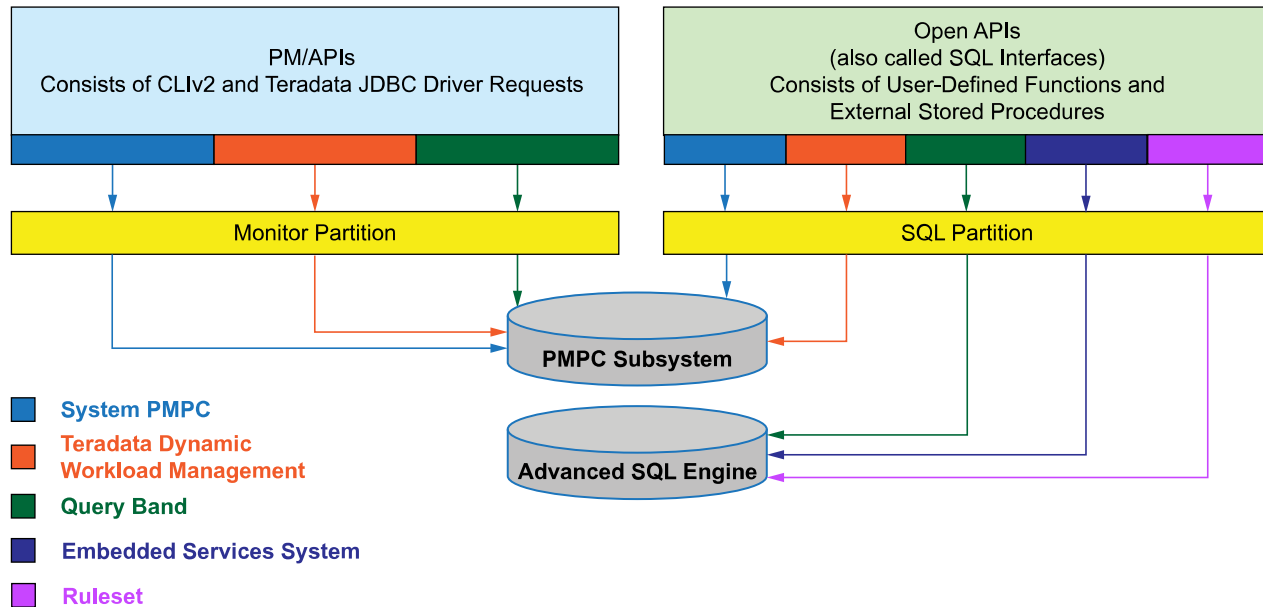 PM/APIs
Consists of CLIv2 and Teradata JDBC Driver Requests
Open APIs
(also called SQL Interfaces)
Consists of User-Defined Functions and
External Stored Procedures
Monitor Partition
SQL Partition
PMPC Subsystem
Advanced SQL Engine
System PMPC
Teradata Dynamic
Workload Management
Query Band
Embedded Services System
Ruleset